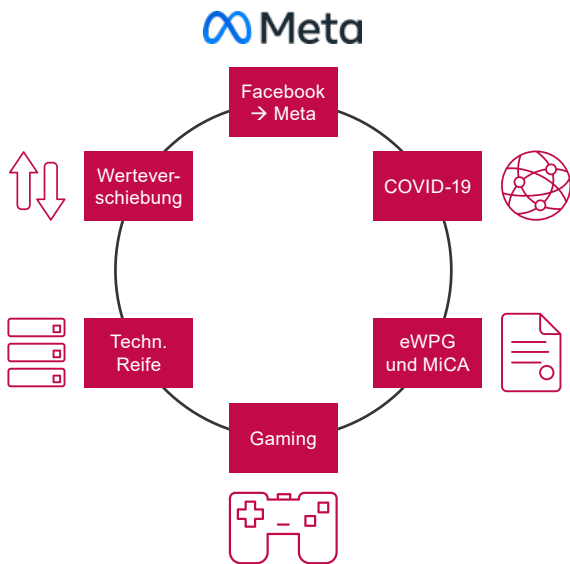 Meta
Facebook
→ Meta
Wertever-
schiebung
COVID-19
Techn.
Reife
eWPG
und MiCA
Gaming